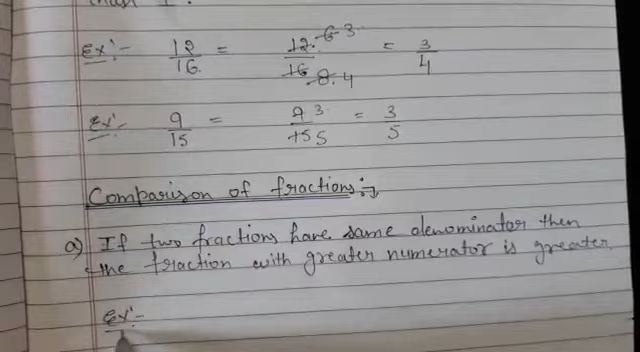 than 1.
Ex:- 12/16 = 12 6 3/16 8 4 = 3/4
Ex:- 9/15 = 9 3/15 5 = 3/5
Comparison of fractions:-
a) If two fractions have same denominator then
the fraction with greater numerator is greater.
Ex:-